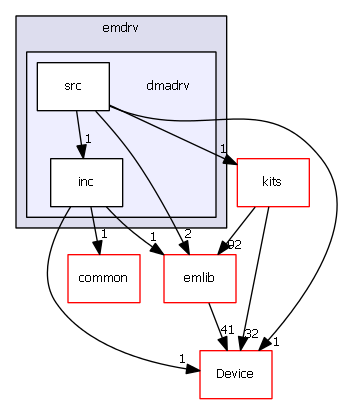 emdrv
src
dmadrv
1
1
inc
kits
1
1
2
92
common
emlib
41
32
1
1
Device